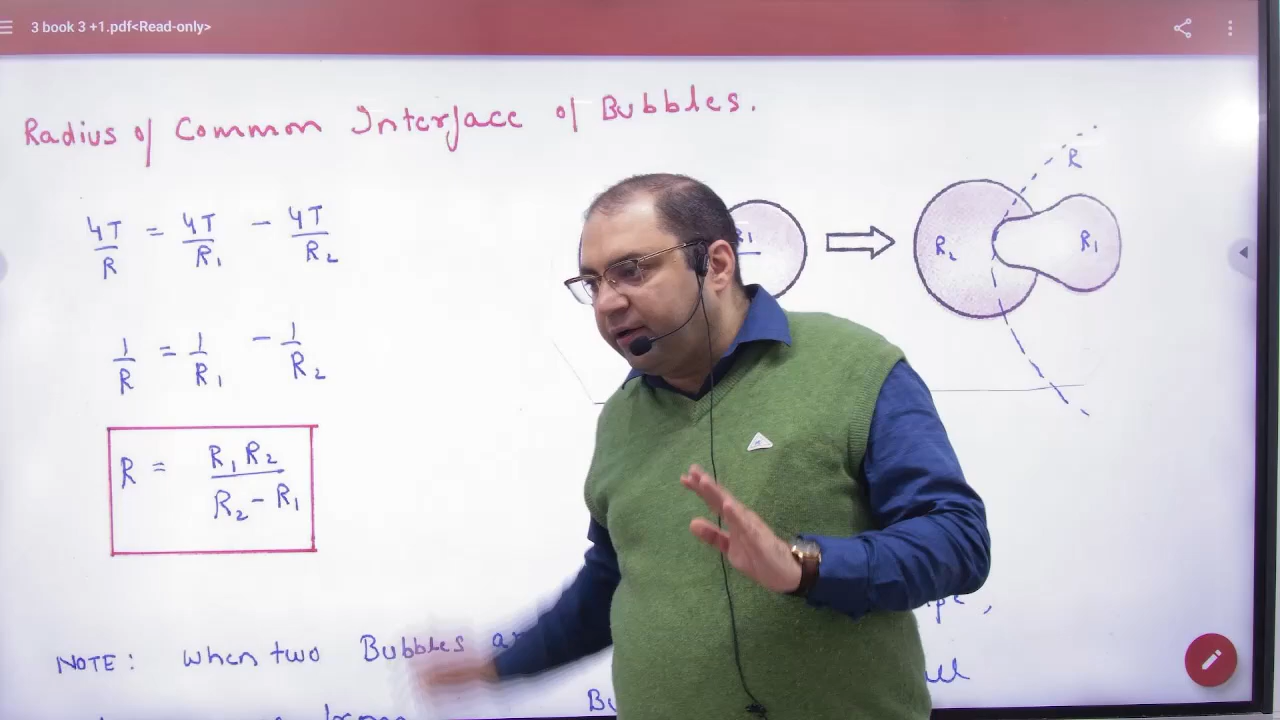 3 book 3 +1.pdf<Read-only>
Radius of Common Interface of Bubbles.
4T/R = 4T/R₁ - 4T/R₂
1/R = 1/R₁ - 1/R₂
R = R₁R₂/R₂-R₁
R₁
R₂
R₁
R
NOTE: When two Bubbles